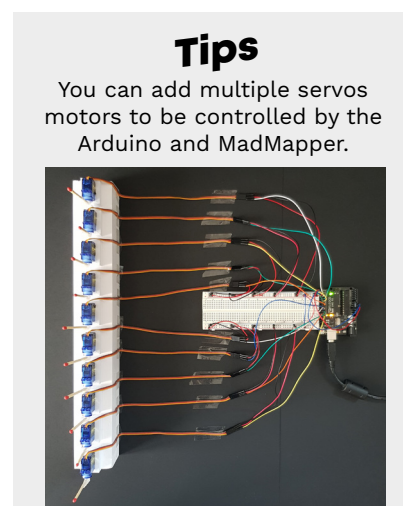 Tips
You can add multiple servos
motors to be controlled by the
Arduino and MadMapper.